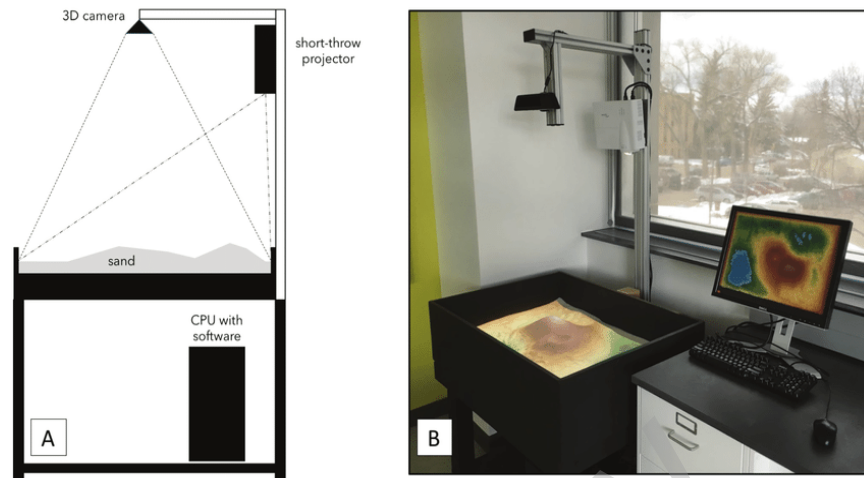 3D camera
short-throw
projector
sand
CPU with
software
A
B